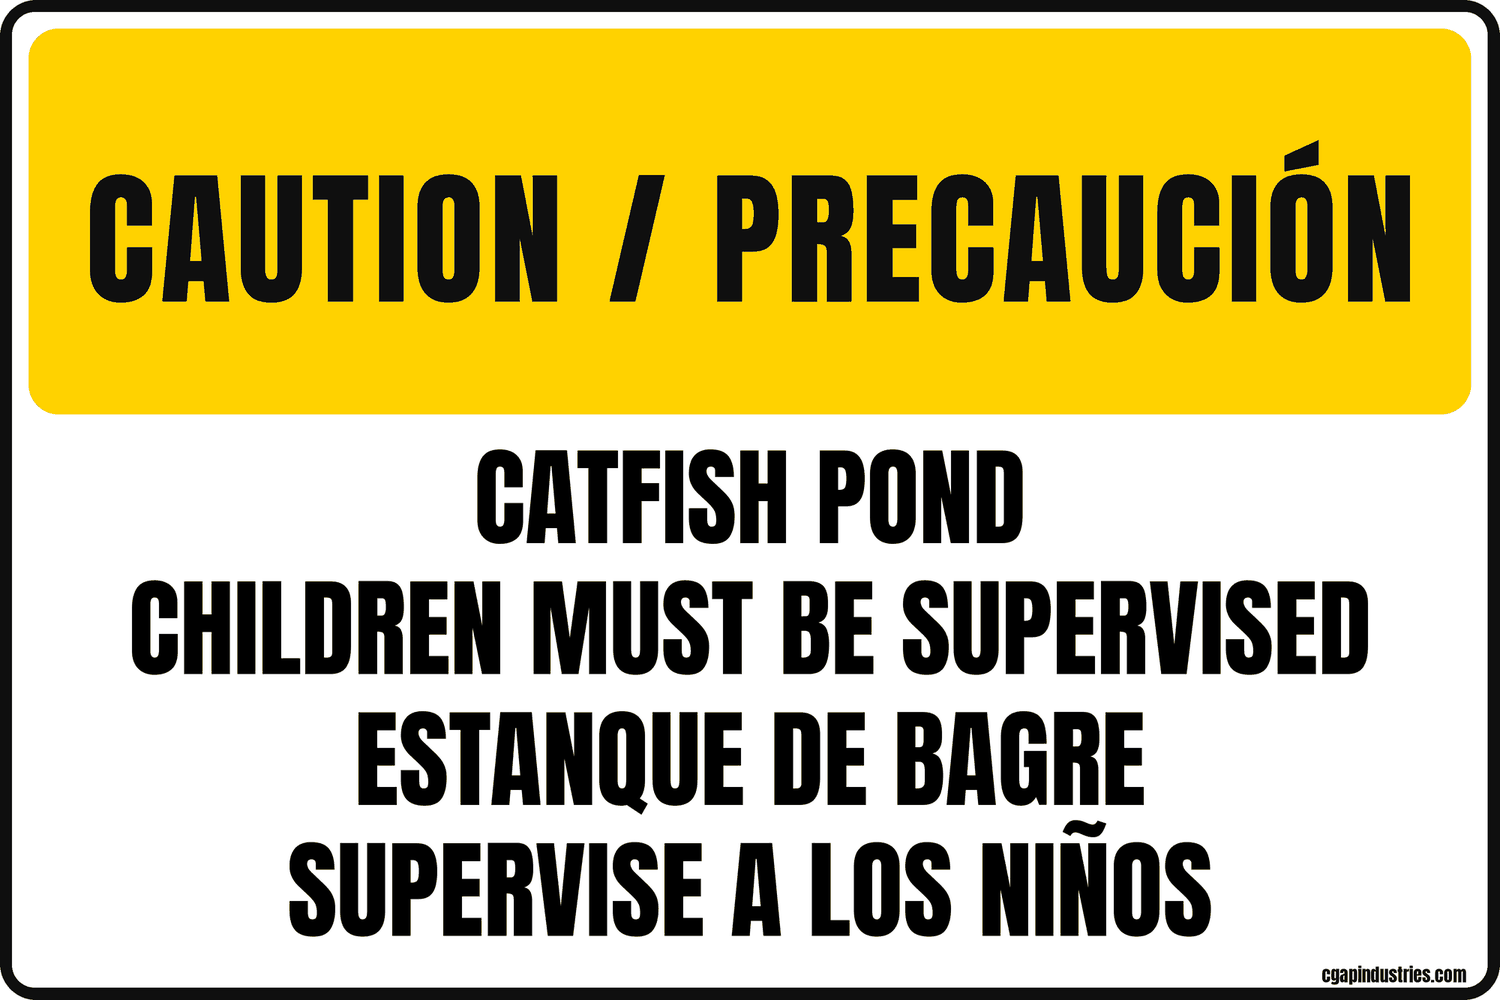 CAUTION / PRECAUCIÓN
CATFISH POND
CHILDREN MUST BE SUPERVISED
ESTANQUE DE BAGRE
SUPERVISE A LOS NIÑOS
cgapindustries.com